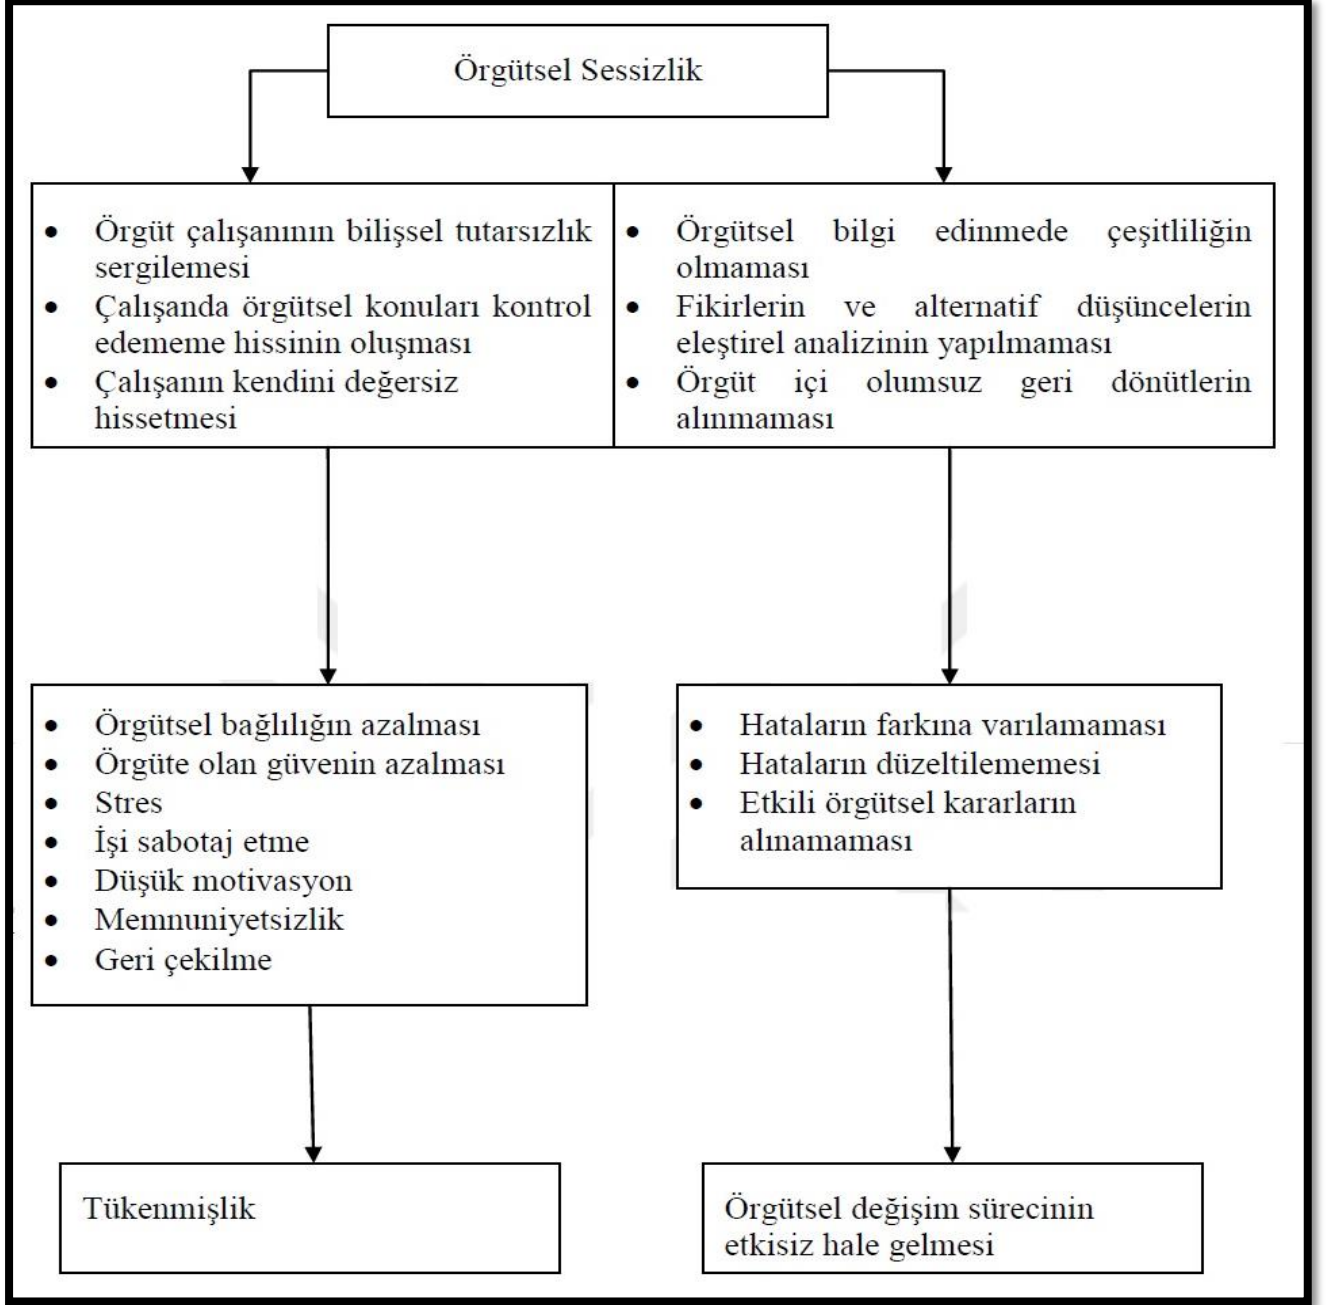 Örgütsel Sessizlik
Örgüt çalışanının bilişsel tutarsızlık
sergilemesi
Çalışanda örgütsel konuları kontrol
edememe hissinin oluşması
Çalışanın kendini değersiz
hissetmesi
Örgütsel bilgi edinmede çeşitliliğin
olmaması
Fikirlerin ve alternatif düşüncelerin
eleştirel analizinin yapılmaması
Örgüt içi olumsuz geri dönütlerin
alınmaması
Örgütsel bağlılığın azalması
Örgüte olan güvenin azalması
Stres
İşi sabotaj etme
Düşük motivasyon
Memnuniyetsizlik
Geri çekilme
Hataların farkına varılamaması
Hataların düzeltilememesi
Etkili örgütsel kararların
alınamaması
Tükenmişlik
Örgütsel değişim sürecinin
etkisiz hale gelmesi